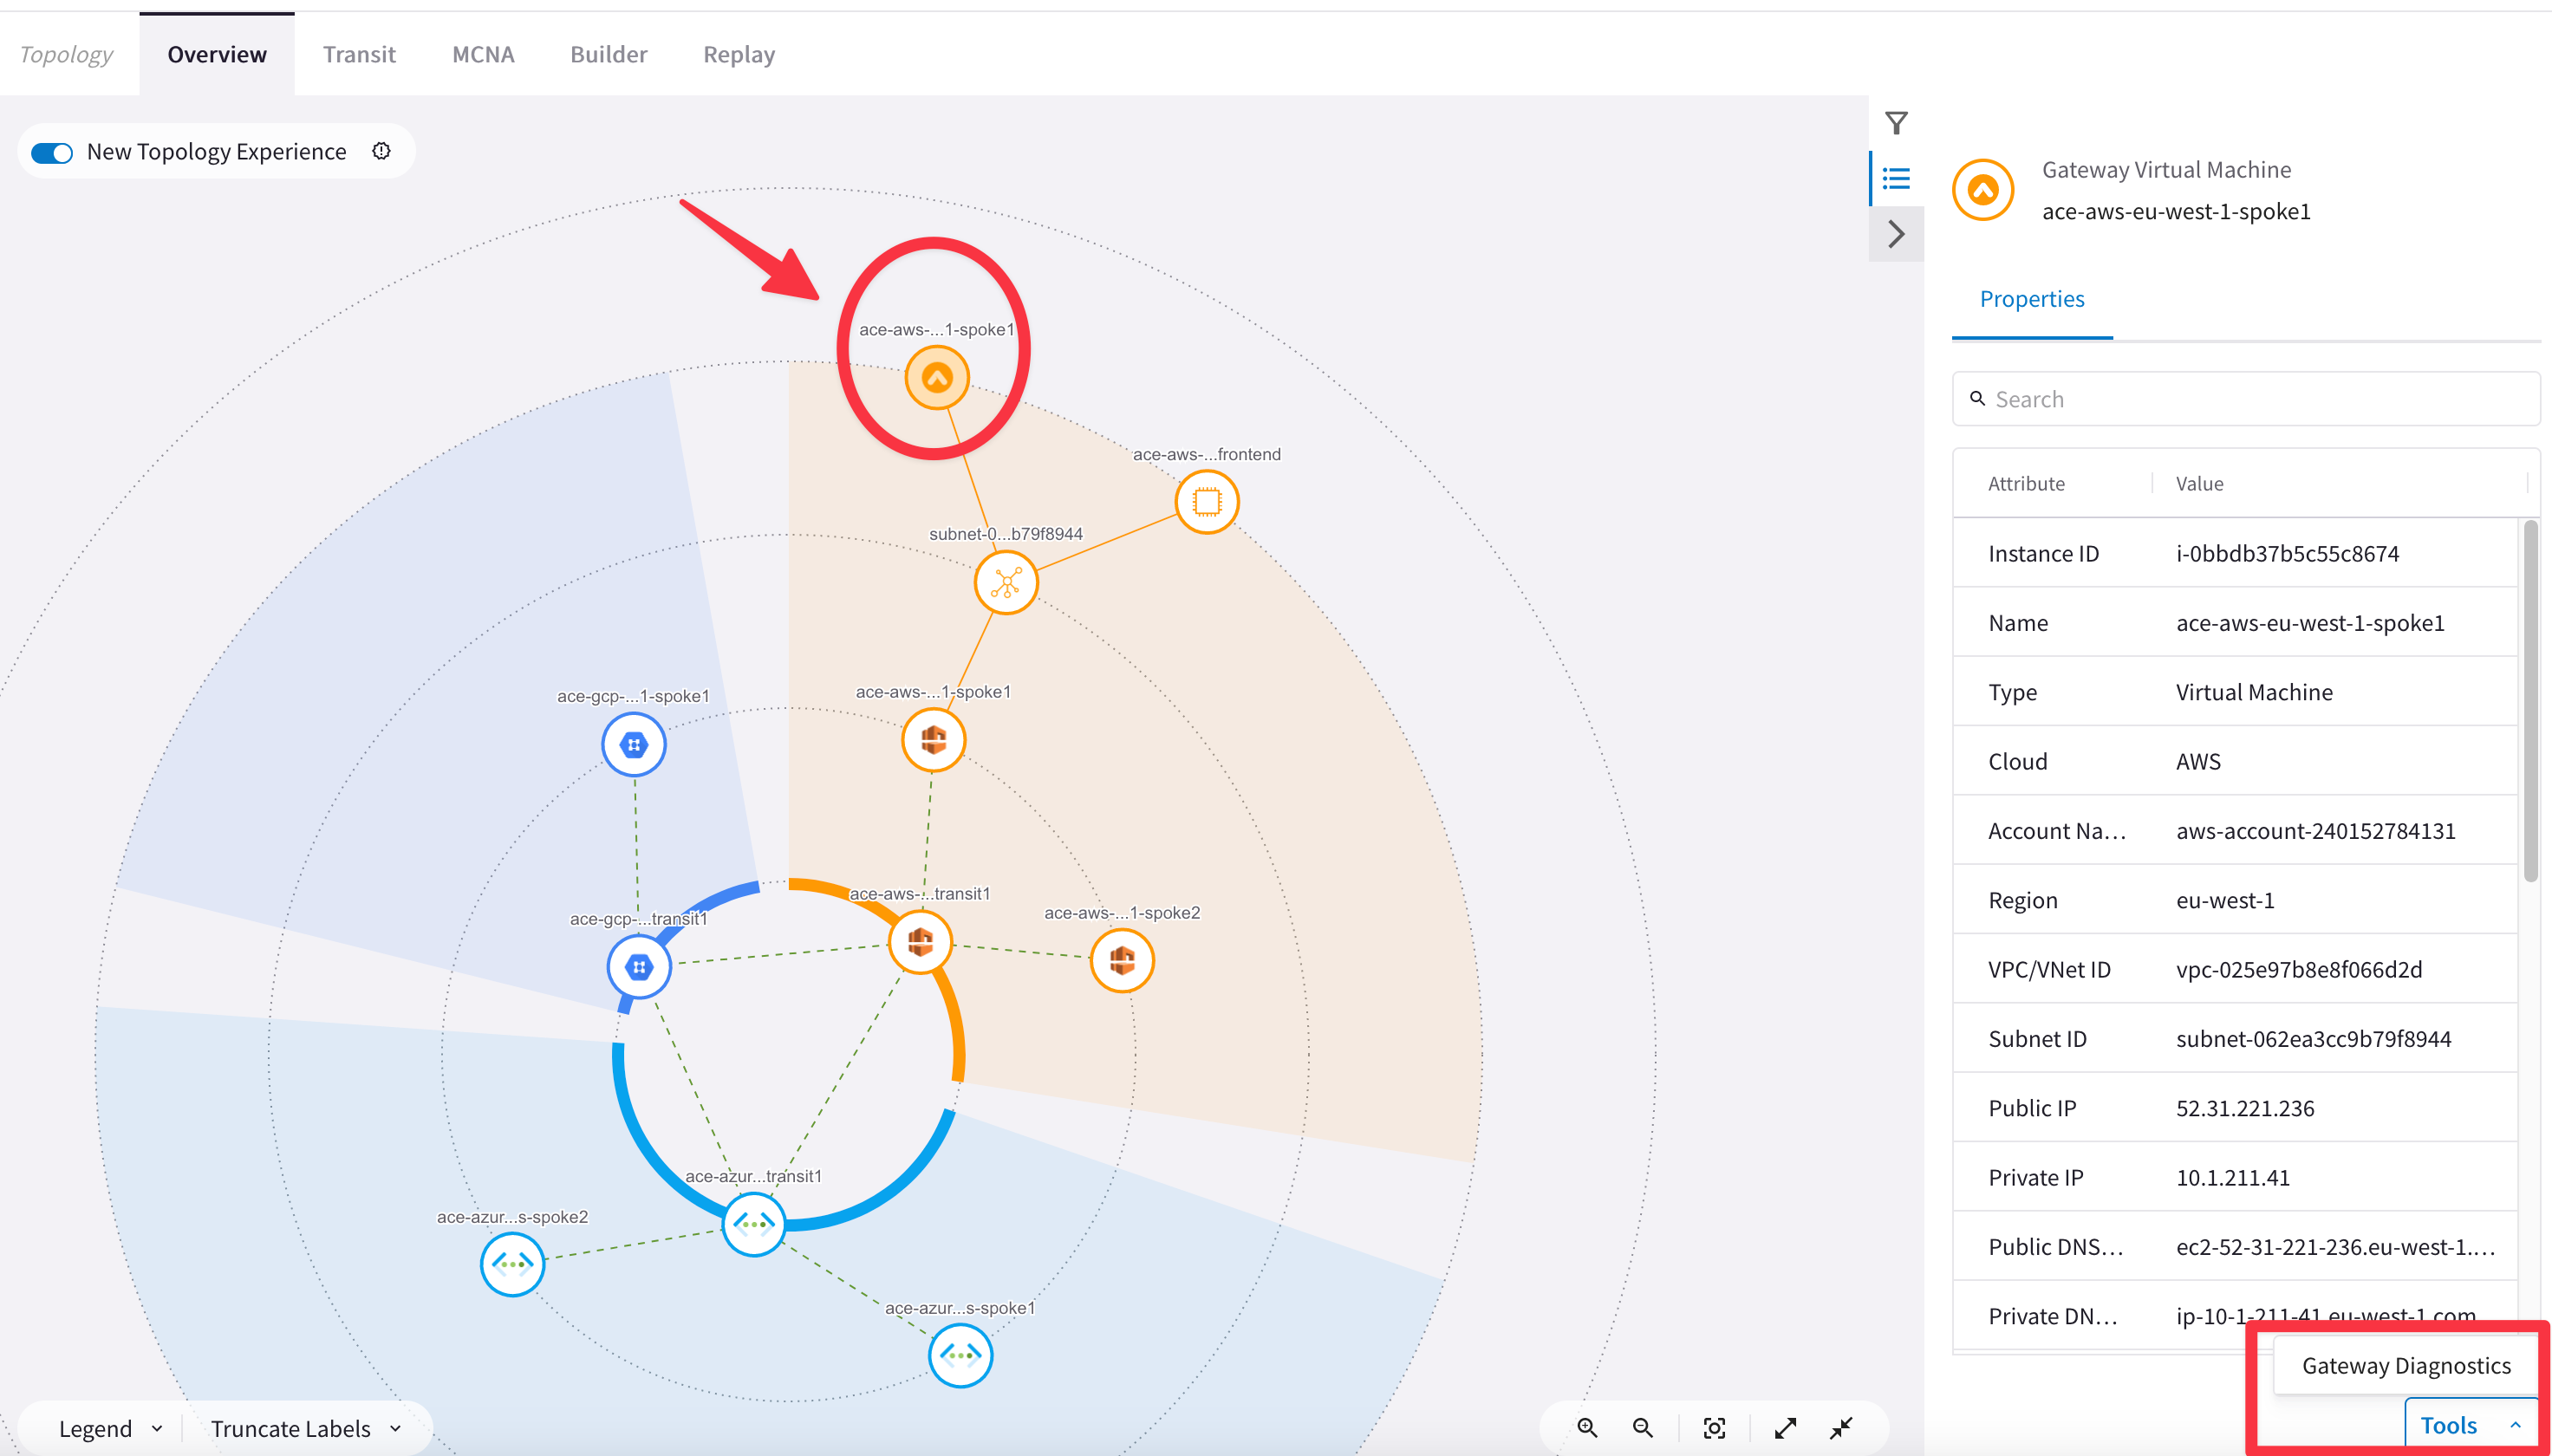 Topology
Overview
Transit
MCNA
Builder
Replay
New Topology Experience
ace-aws-...1-spoke1
ace-aws-...frontend
subnet-0...b79f8944
ace-gcp-...1-spoke1
ace-aws-...1-spoke1
ace-aws-...transit1
ace-gcp-...transit1
ace-aws-...1-spoke2
ace-azur...transit1
ace-azur...s-spoke2
ace-azur...s-spoke1
Legend
Truncate Labels
Gateway Virtual Machine
ace-aws-eu-west-1-spoke1
Properties
Search
Attribute Value
Instance ID i-0bbdb37b5c55c8674
Name ace-aws-eu-west-1-spoke1
Type Virtual Machine
Cloud AWS
Account Na... aws-account-240152784131
Region eu-west-1
VPC/VNet ID vpc-025e97b8e8f066d2d
Subnet ID subnet-062ea3cc9b79f8944
Public IP 52.31.221.236
Private IP 10.1.211.41
Public DNS... ec2-52-31-221-236.eu-west-1....
Private DN... ip-10-1-211-41.eu-west-1.com
Gateway Diagnostics
Tools